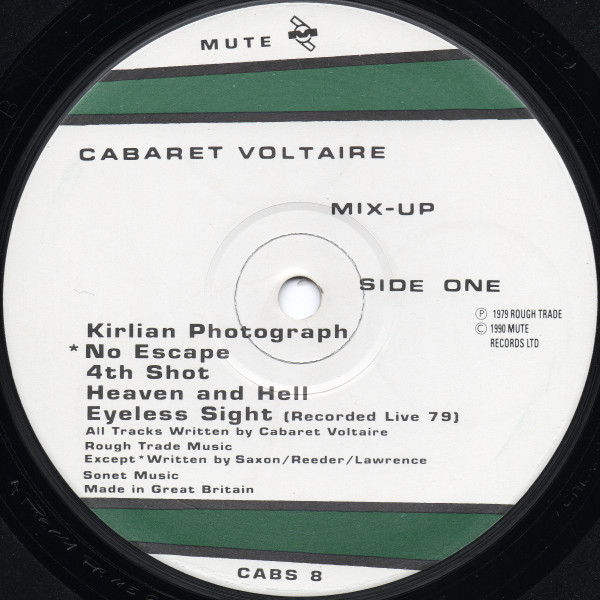 MUTE
CABARET VOLTAIRE
MIX-UP
SIDE ONE
Ⓟ 1979 ROUGH TRADE
© 1990 MUTE
RECORDS LTD
Kirlian Photograph
*No Escape
4th Shot
Heaven and Hell
Eyeless Sight (Recorded Live 79)
All Tracks Written by Cabaret Voltaire
Rough Trade Music
Except*Written by Saxon/Reeder/Lawrence
Sonet Music
Made in Great Britain
CABS 8